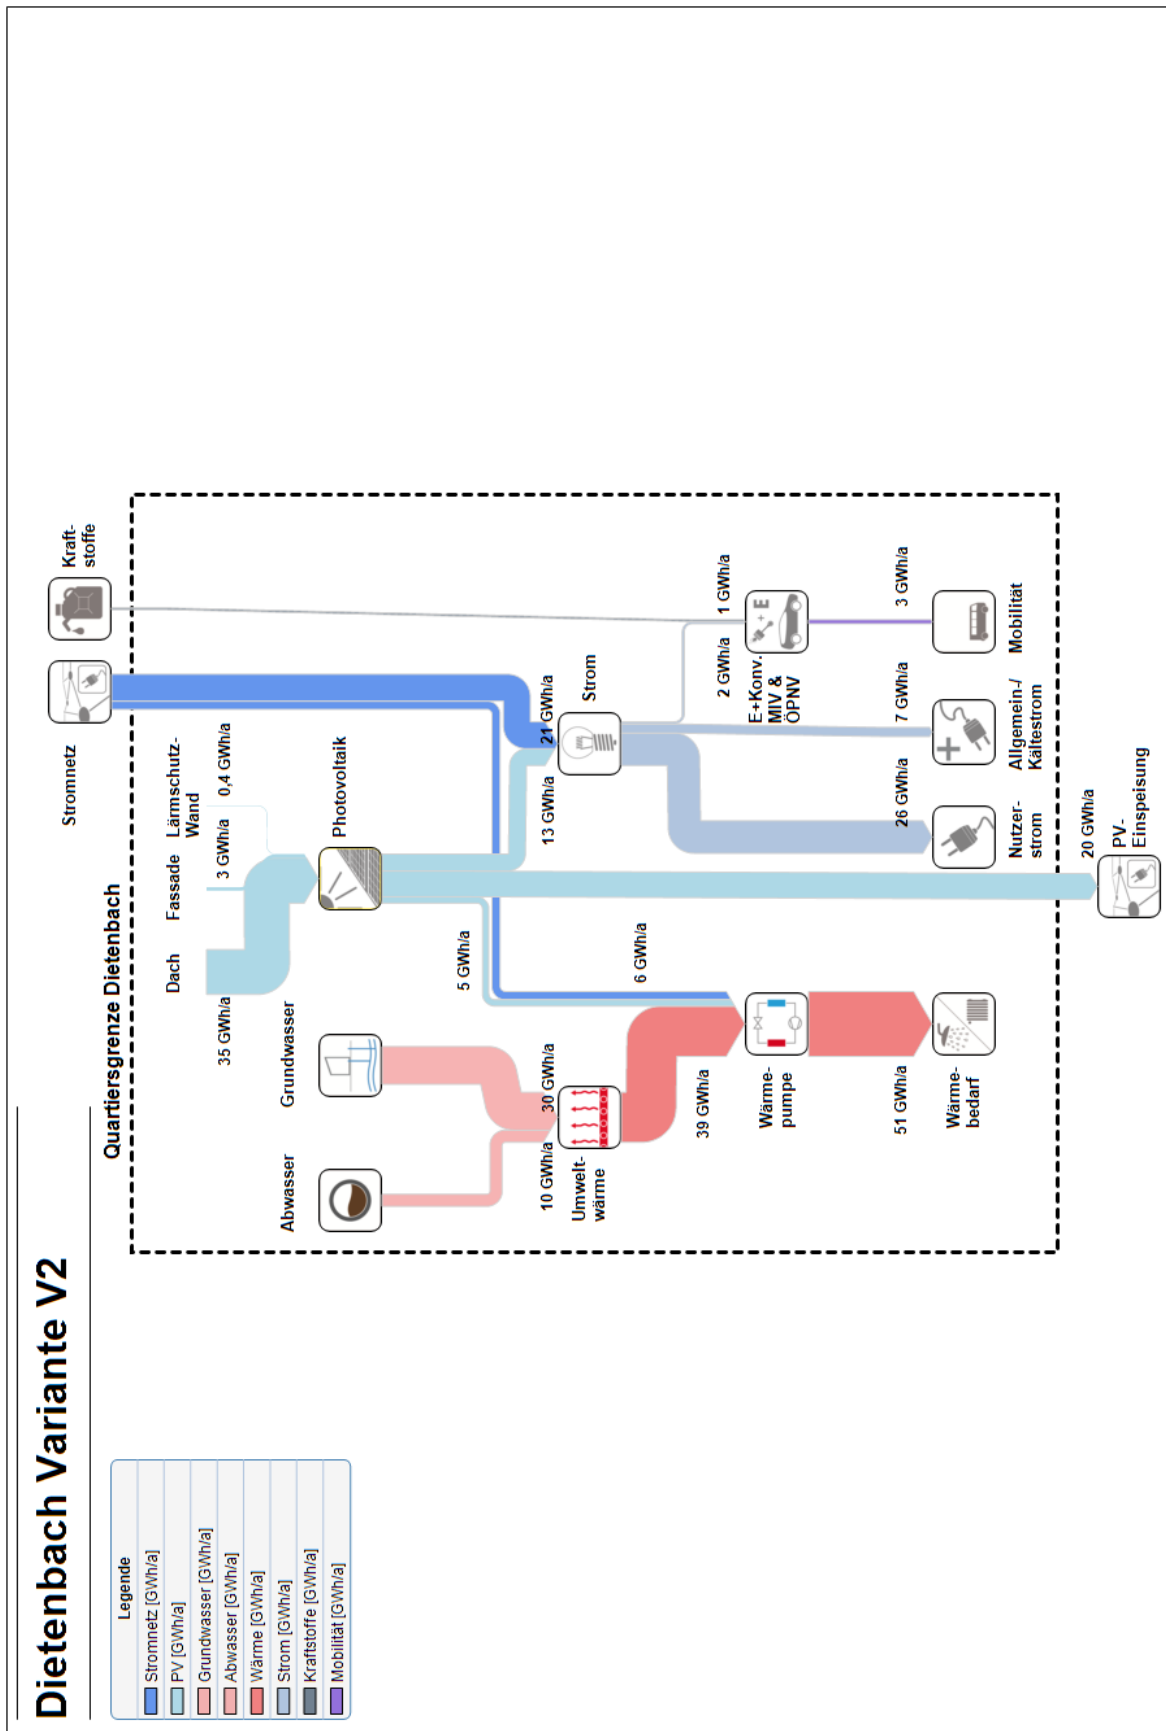 Dietenbach Variante V2
Legende
Stromnetz [GWh/a]
PV [GWh/a]
Grundwasser [GWh/a]
Abwasser [GWh/a]
Wärme [GWh/a]
Strom [GWh/a]
Kraftstoffe [GWh/a]
Mobilität [GWh/a]
Quartiersgrenze Dietenbach
Stromnetz
Kraft-
stoffe
Dach
Fassade
Lärmschutz-
Wand
35 GWh/a
3 GWh/a
0,4 GWh/a
Abwasser
Grundwasser
Photovoltaik
5 GWh/a
10 GWh/a
30 GWh/a
13 GWh/a
21 GWh/a
Umwelt-
wärme
Strom
6 GWh/a
39 GWh/a
2 GWh/a
1 GWh/a
Wärme-
pumpe
E+Konv.
MIV &
ÖPNV
+ E
51 GWh/a
26 GWh/a
7 GWh/a
3 GWh/a
Wärme-
bedarf
Nutzer-
strom
Allgemein-/
Kältestrom
Mobilität
20 GWh/a
PV-
Einspeisung